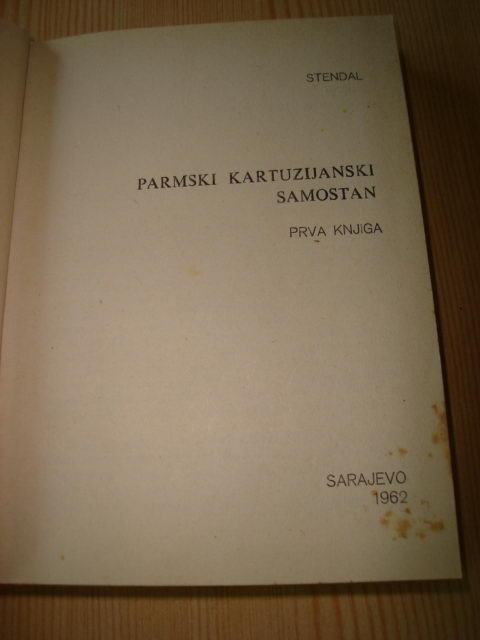 STENDAL
PARMSKI KARTUZIJANSKI
SAMOSTAN
PRVA KNJIGA
SARAJEVO
1962